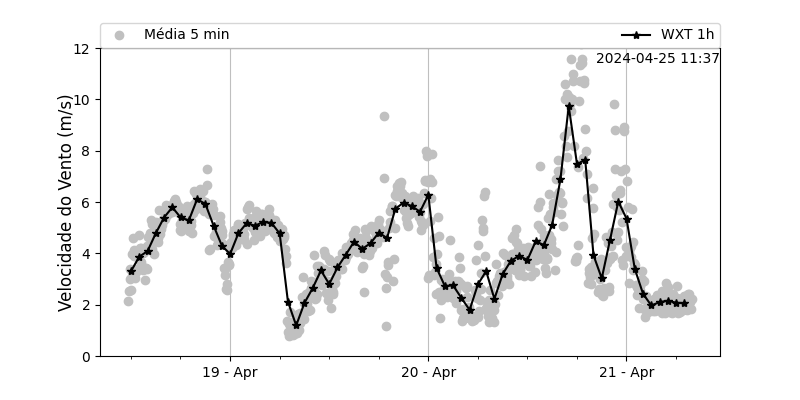 Média 5 min
WXT 1h
2024-04-25 11:37
Velocidade do Vento (m/s)
12
10
8
6
4
2
0
19 - Apr
20 - Apr
21 - Apr